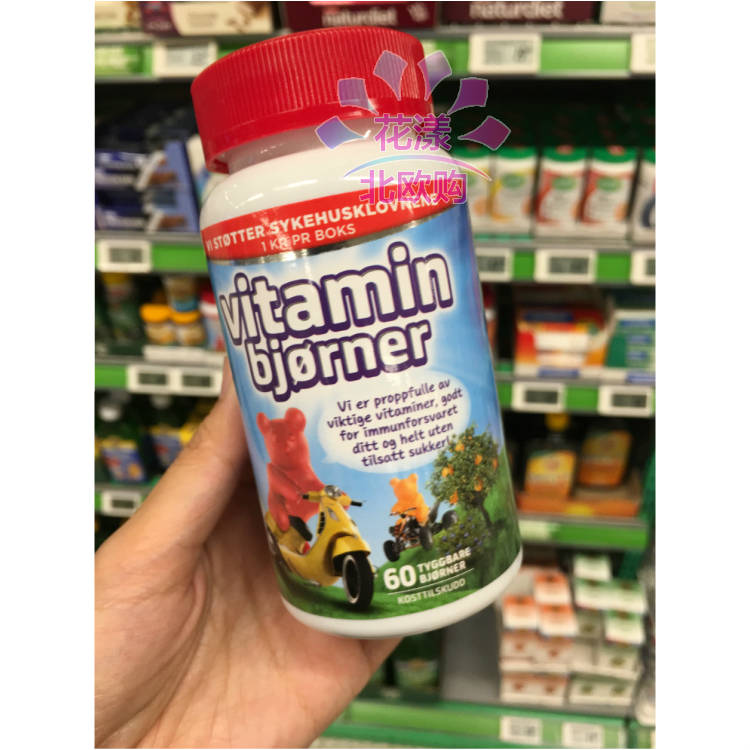 naturdiet
花漾
北欧购
VI STØTTER SYKEHUSKLOVNENE
1 KR PR BOKS
vitamin
bjørner
Vi er proppfulle av
viktige vitaminer, godt
for immunforsvaret
ditt og helt uten
tilsatt sukker!
60 TYGGBARE
BJØRNER
KOSTTILSKUDD